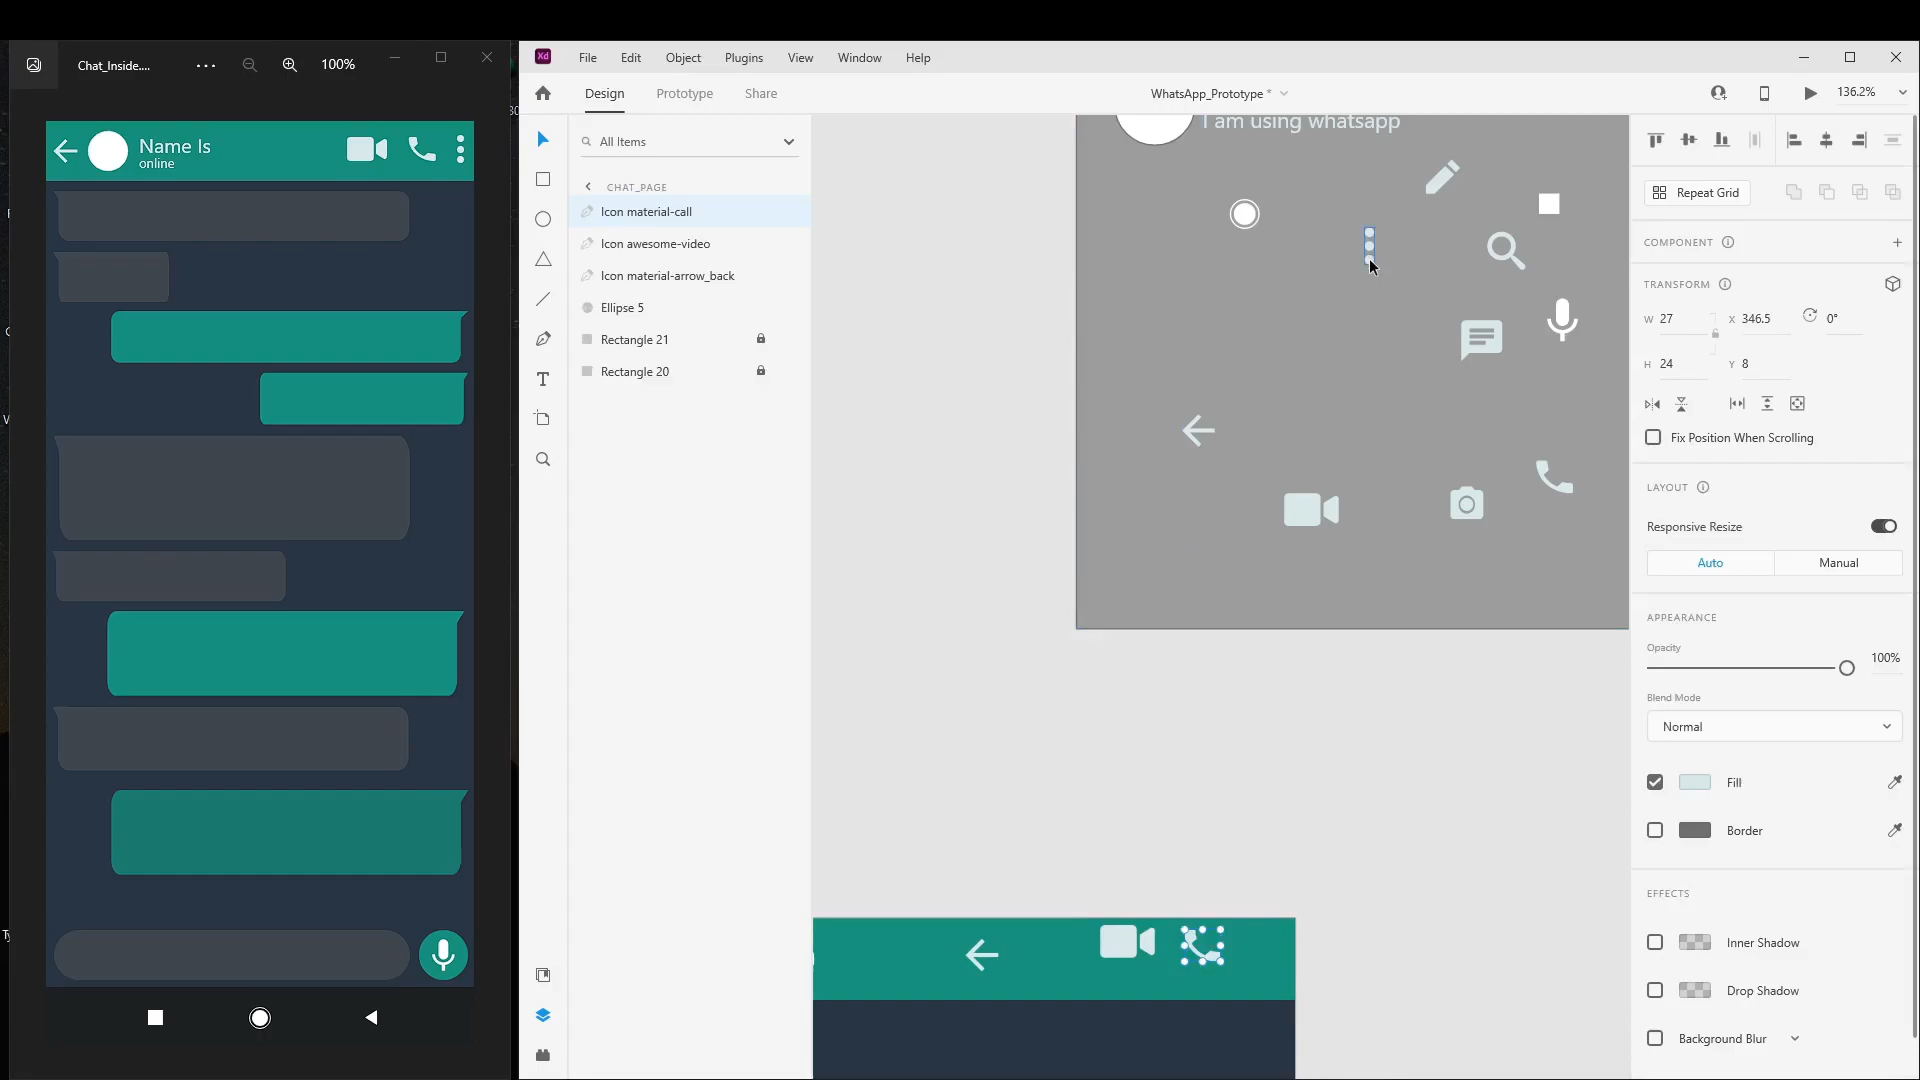 Chat_Inside....
100%
Name Is
online
Xd
File
Edit
Object
Plugins
View
Window
Help
Design
Prototype
Share
WhatsApp_Prototype *
136.2%
All Items
CHAT_PAGE
Icon material-call
Icon awesome-video
Icon material-arrow_back
Ellipse 5
Rectangle 21
Rectangle 20
I am using whatsapp
Repeat Grid
COMPONENT
TRANSFORM
W 27
X 346.5
0°
H 24
Y 8
Fix Position When Scrolling
LAYOUT
Responsive Resize
Auto
Manual
APPEARANCE
Opacity
100%
Blend Mode
Normal
Fill
Border
EFFECTS
Inner Shadow
Drop Shadow
Background Blur